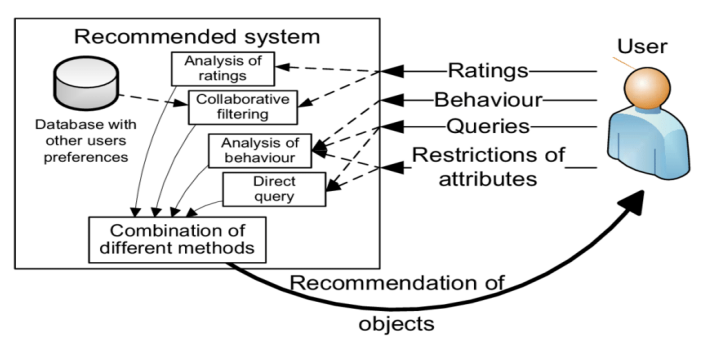 Recommended system
User
Analysis of
ratings
Collaborative
filtering
Database with
other users
preferences
Analysis of
behaviour
Direct
query
Combination of
different methods
Ratings
Behaviour
Queries
Restrictions of
attributes
Recommendation of
objects